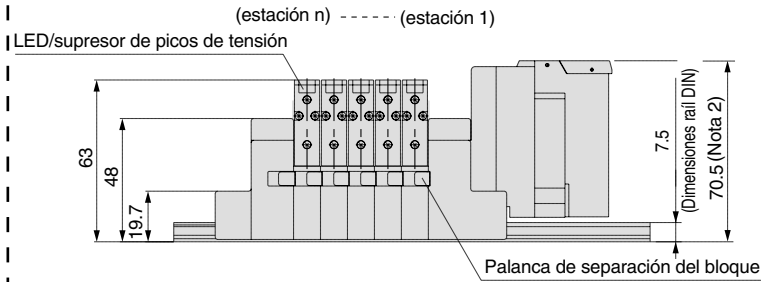 (estación n) ------ (estación 1)
LED/supresor de picos de tensión
63
48
19.7
7.5
(Dimensiones raíl DIN)
70.5 (Nota 2)
Palanca de separación del bloque